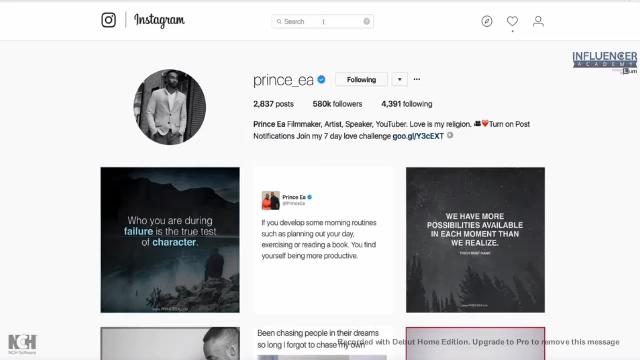 Instagram
Search
INFLUENCER
ACADEMY
prince_ea
Following
2,837 posts 580k followers 4,391 following
Prince Ea Filmmaker, Artist, Speaker, YouTuber. Love is my religion. 🎥❤️Turn on Post
Notifications Join my 7 day love challenge goo.gl/Y3cEXT
Who you are during
failure is the true test
of character.
Prince Ea
@PrinceEa
If you develop some morning routines
such as planning out your day,
exercising or reading a book. You find
yourself being more productive.
WE HAVE MORE
POSSIBILITIES AVAILABLE
IN EACH MOMENT THAN
WE REALIZE.
THICH NHAT HANH
Been chasing people in their dreams
so long I forgot to chase my own
Recorded with Debut Home Edition. Upgrade to Pro to remove this message
NCH
NCH Software